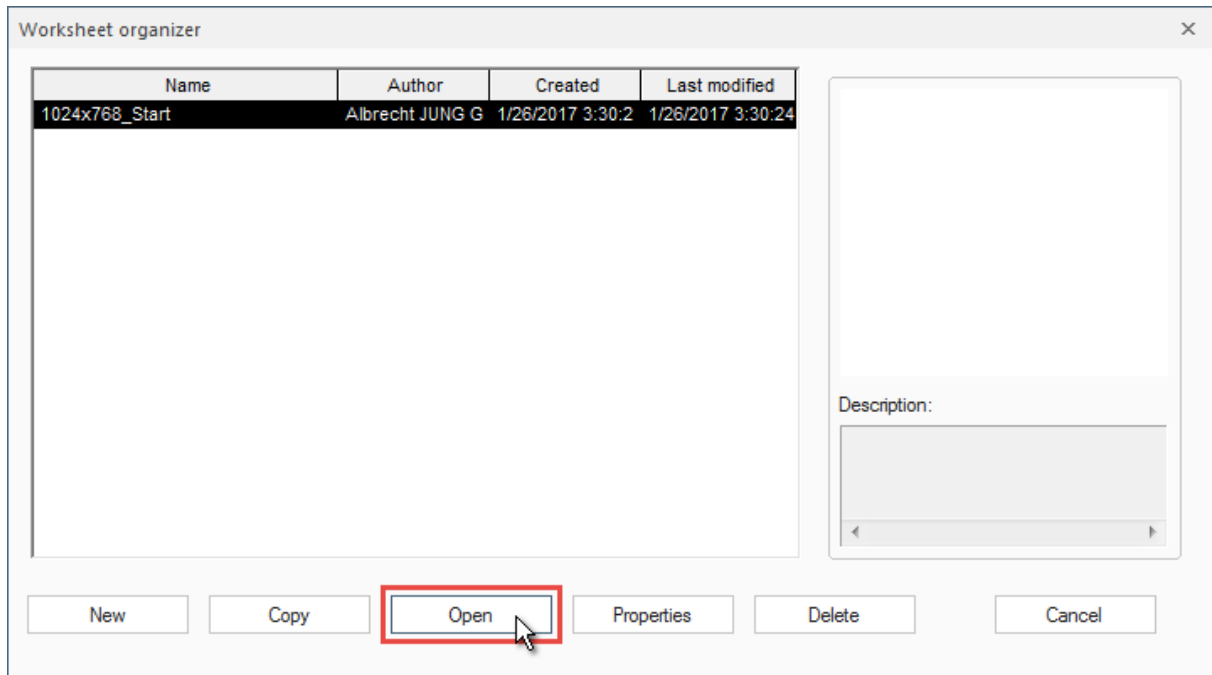 Worksheet organizer
Name Author Created Last modified
1024x768_Start Albrecht JUNG G 1/26/2017 3:30:2 1/26/2017 3:30:24
Description:
New Copy Open Properties Delete Cancel